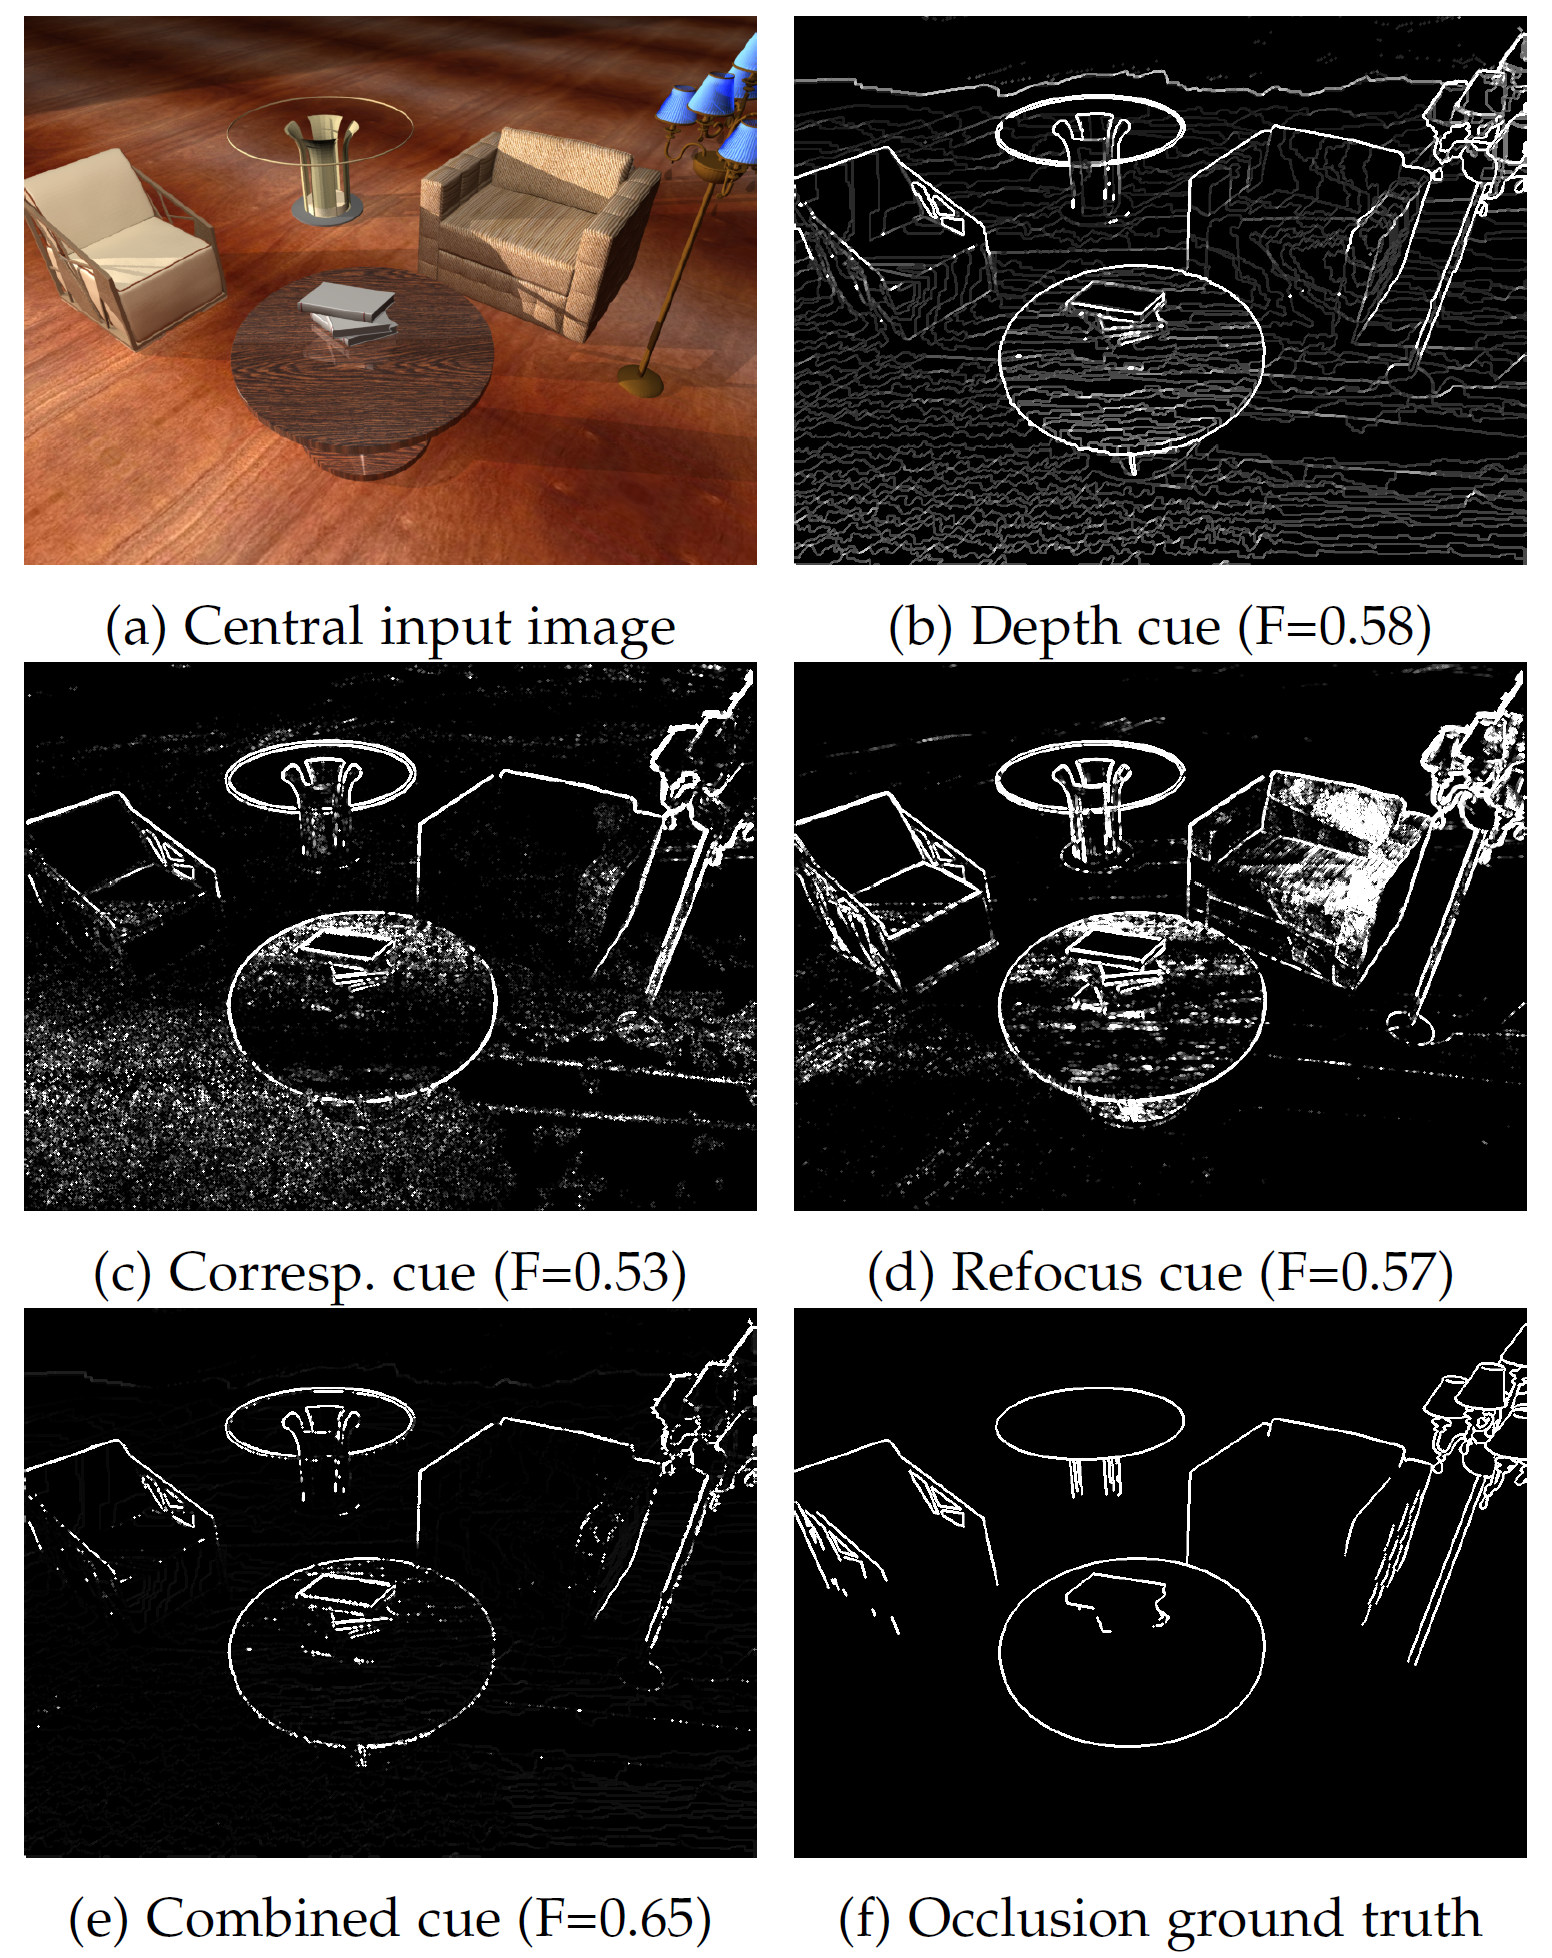 (a) Central input image
(b) Depth cue (F=0.58)
(c) Corresp. cue (F=0.53)
(d) Refocus cue (F=0.57)
(e) Combined cue (F=0.65)
(f) Occlusion ground truth